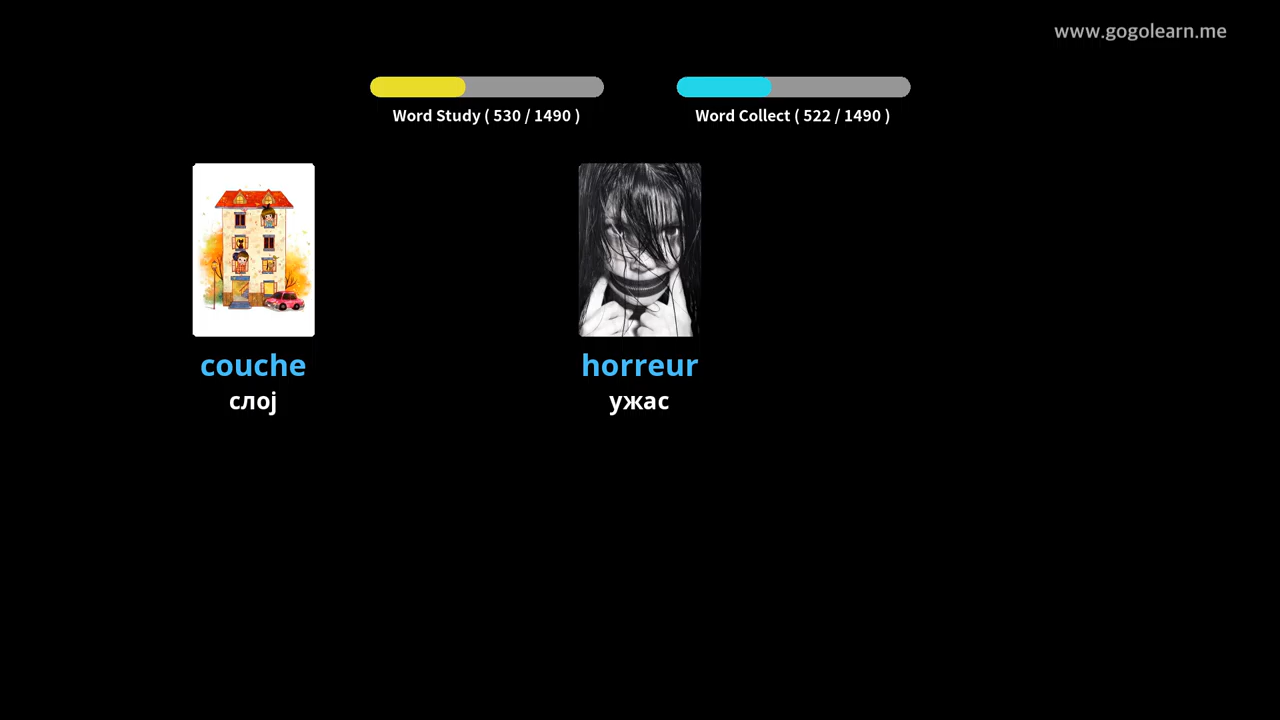 www.gogolearn.me
Word Study ( 530 / 1490 )
Word Collect ( 522 / 1490 )
couche
слој
horreur
ужас